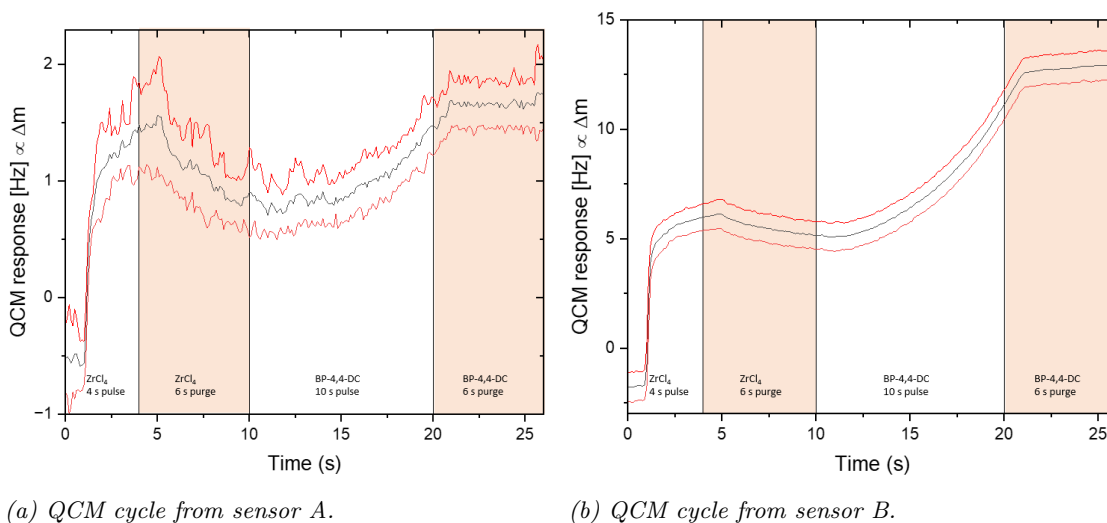 2
1
0
−1
QCM response [Hz] ∝ Δm
ZrCl₄
4 s pulse
ZrCl₄
6 s purge
BP-4,4-DC
10 s pulse
BP-4,4-DC
6 s purge
0 5 10 15 20 25
Time (s)
(a) QCM cycle from sensor A.
15
10
5
0
QCM response [Hz] ∝ Δm
ZrCl₄
4 s pulse
ZrCl₄
6 s purge
BP-4,4-DC
10 s pulse
BP-4,4-DC
6 s purge
0 5 10 15 20 25
Time (s)
(b) QCM cycle from sensor B.